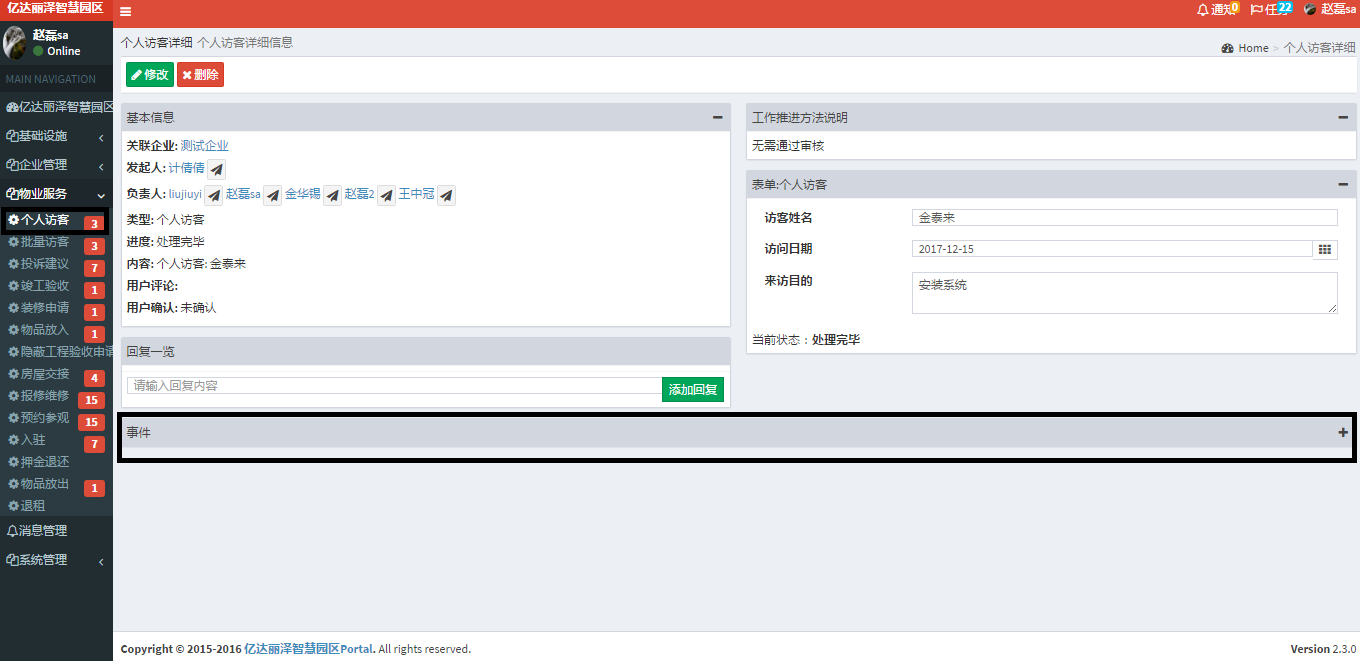 亿达丽泽智慧园区
通知0
任务22
赵磊sa
赵磊sa
Online
MAIN NAVIGATION
亿达丽泽智慧园区
基础设施
企业管理
物业服务
个人访客 3
批量访客 3
投诉建议 7
竣工验收 1
装修申请 1
物品放入 1
隐蔽工程验收申请
房屋交接 4
报修维修 15
预约参观 15
入驻 7
押金退还
物品放出 1
退租
消息管理
系统管理
个人访客详细 个人访客详细信息
Home > 个人访客详细
修改 删除
基本信息
关联企业: 测试企业
发起人: 计倩倩
负责人: liujiuyi 赵磊sa 金华锡 赵磊2 王中冠
类型: 个人访客
进度: 处理完毕
内容: 个人访客: 金泰来
用户评论:
用户确认: 未确认
回复一览
请输入回复内容 添加回复
工作推进方法说明
无需通过审核
表单:个人访客
访客姓名 金泰来
访问日期 2017-12-15
来访目的 安装系统
当前状态：处理完毕
事件
Copyright © 2015-2016 亿达丽泽智慧园区Portal. All rights reserved.
Version 2.3.0